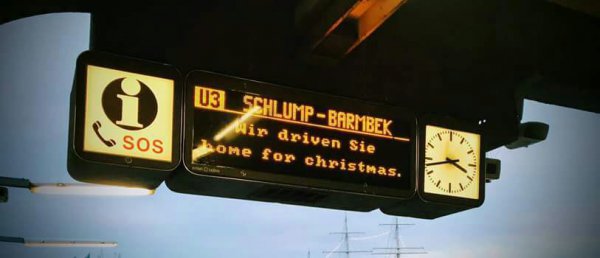 i
SOS
U3 SCHLUMP-BARMBEK
Wir driven Sie
home for christmas.